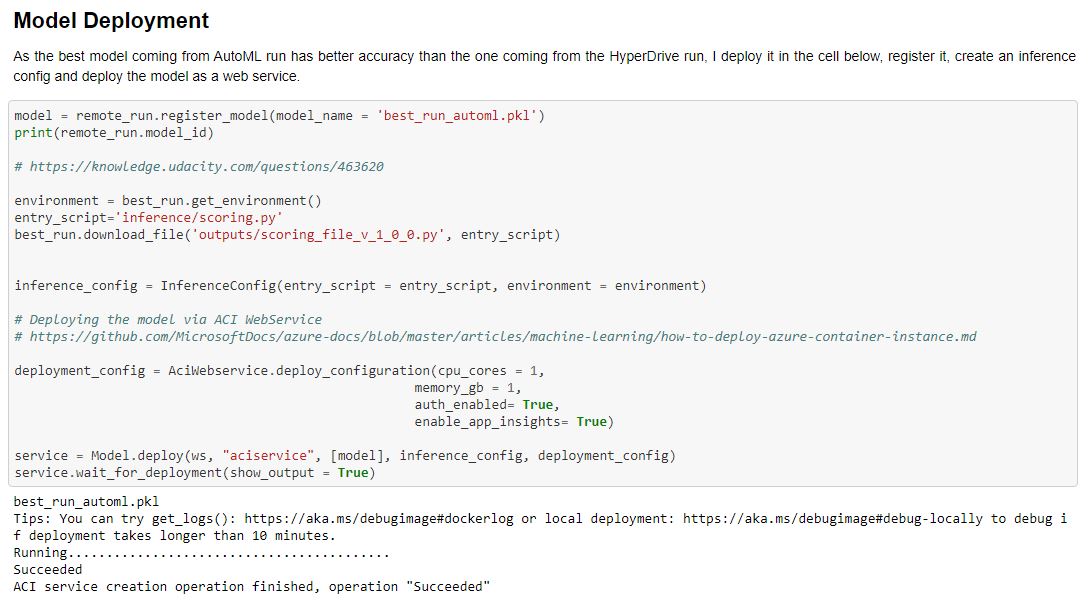 Model Deployment
As the best model coming from AutoML run has better accuracy than the one coming from the HyperDrive run, I deploy it in the cell below, register it, create an inference
config and deploy the model as a web service.
model = remote_run.register_model(model_name = 'best_run_automl.pkl')
print(remote_run.model_id)
# https://knowledge.udacity.com/questions/463620
environment = best_run.get_environment()
entry_script='inference/scoring.py'
best_run.download_file('outputs/scoring_file_v_1_0_0.py', entry_script)
inference_config = InferenceConfig(entry_script = entry_script, environment = environment)
# Deploying the model via ACI WebService
# https://github.com/MicrosoftDocs/azure-docs/blob/master/articles/machine-learning/how-to-deploy-azure-container-instance.md
deployment_config = AciWebservice.deploy_configuration(cpu_cores = 1,
memory_gb = 1,
auth_enabled= True,
enable_app_insights= True)
service = Model.deploy(ws, "aciservice", [model], inference_config, deployment_config)
service.wait_for_deployment(show_output = True)
best_run_automl.pkl
Tips: You can try get_logs(): https://aka.ms/debugimage#dockerlog or local deployment: https://aka.ms/debugimage#debug-locally to debug i
f deployment takes longer than 10 minutes.
Running..........................................
Succeeded
ACI service creation operation finished, operation "Succeeded"